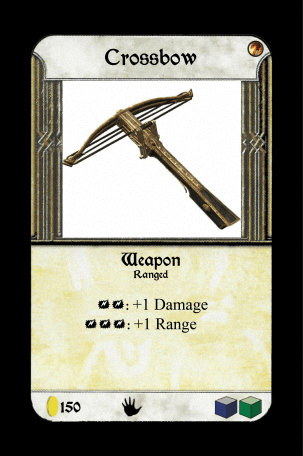 Crossbow
Weapon
Ranged
: +1 Damage
: +1 Range
150